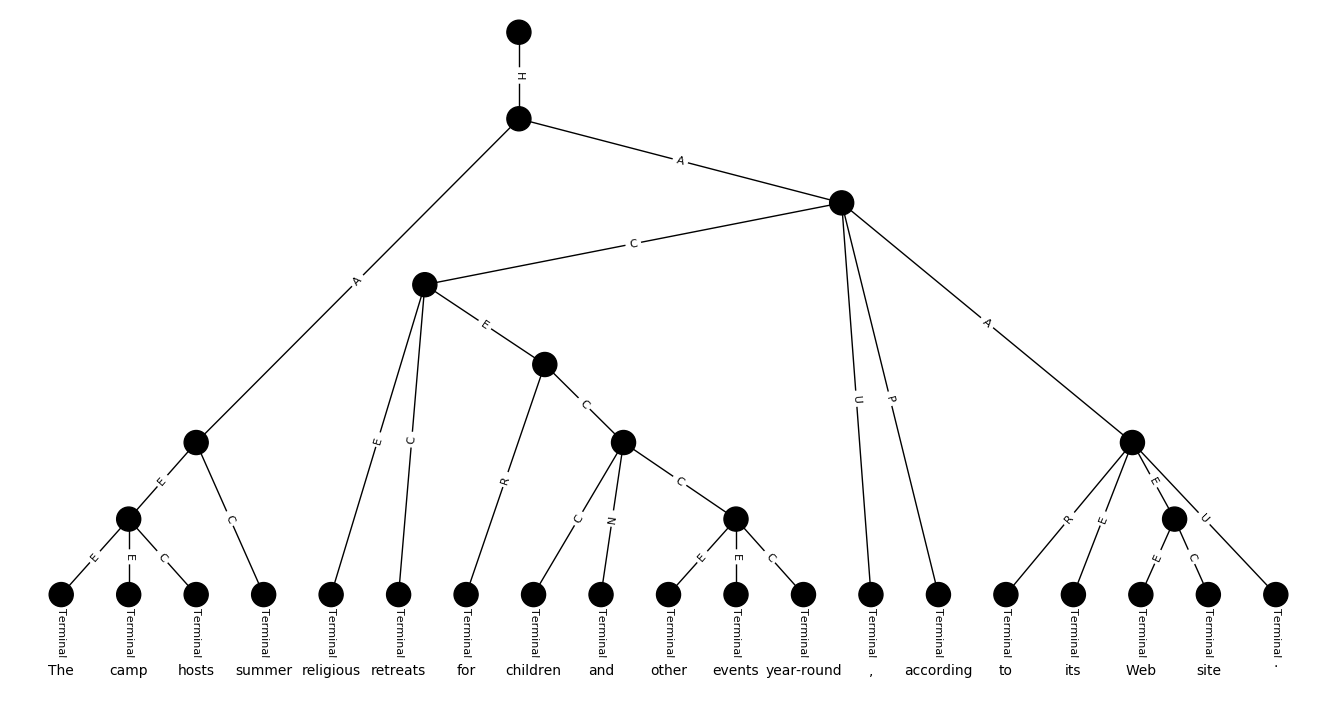 H
A
A
C
A
E
E
C
U
P
C
E
C
E
C
R
C
N
C
R
E
E
U
E E C
E E C
E C
Terminal Terminal Terminal Terminal Terminal Terminal Terminal Terminal Terminal Terminal Terminal Terminal Terminal Terminal Terminal Terminal Terminal Terminal Terminal
The camp hosts summer religious retreats for children and other events year-round , according to its Web site .